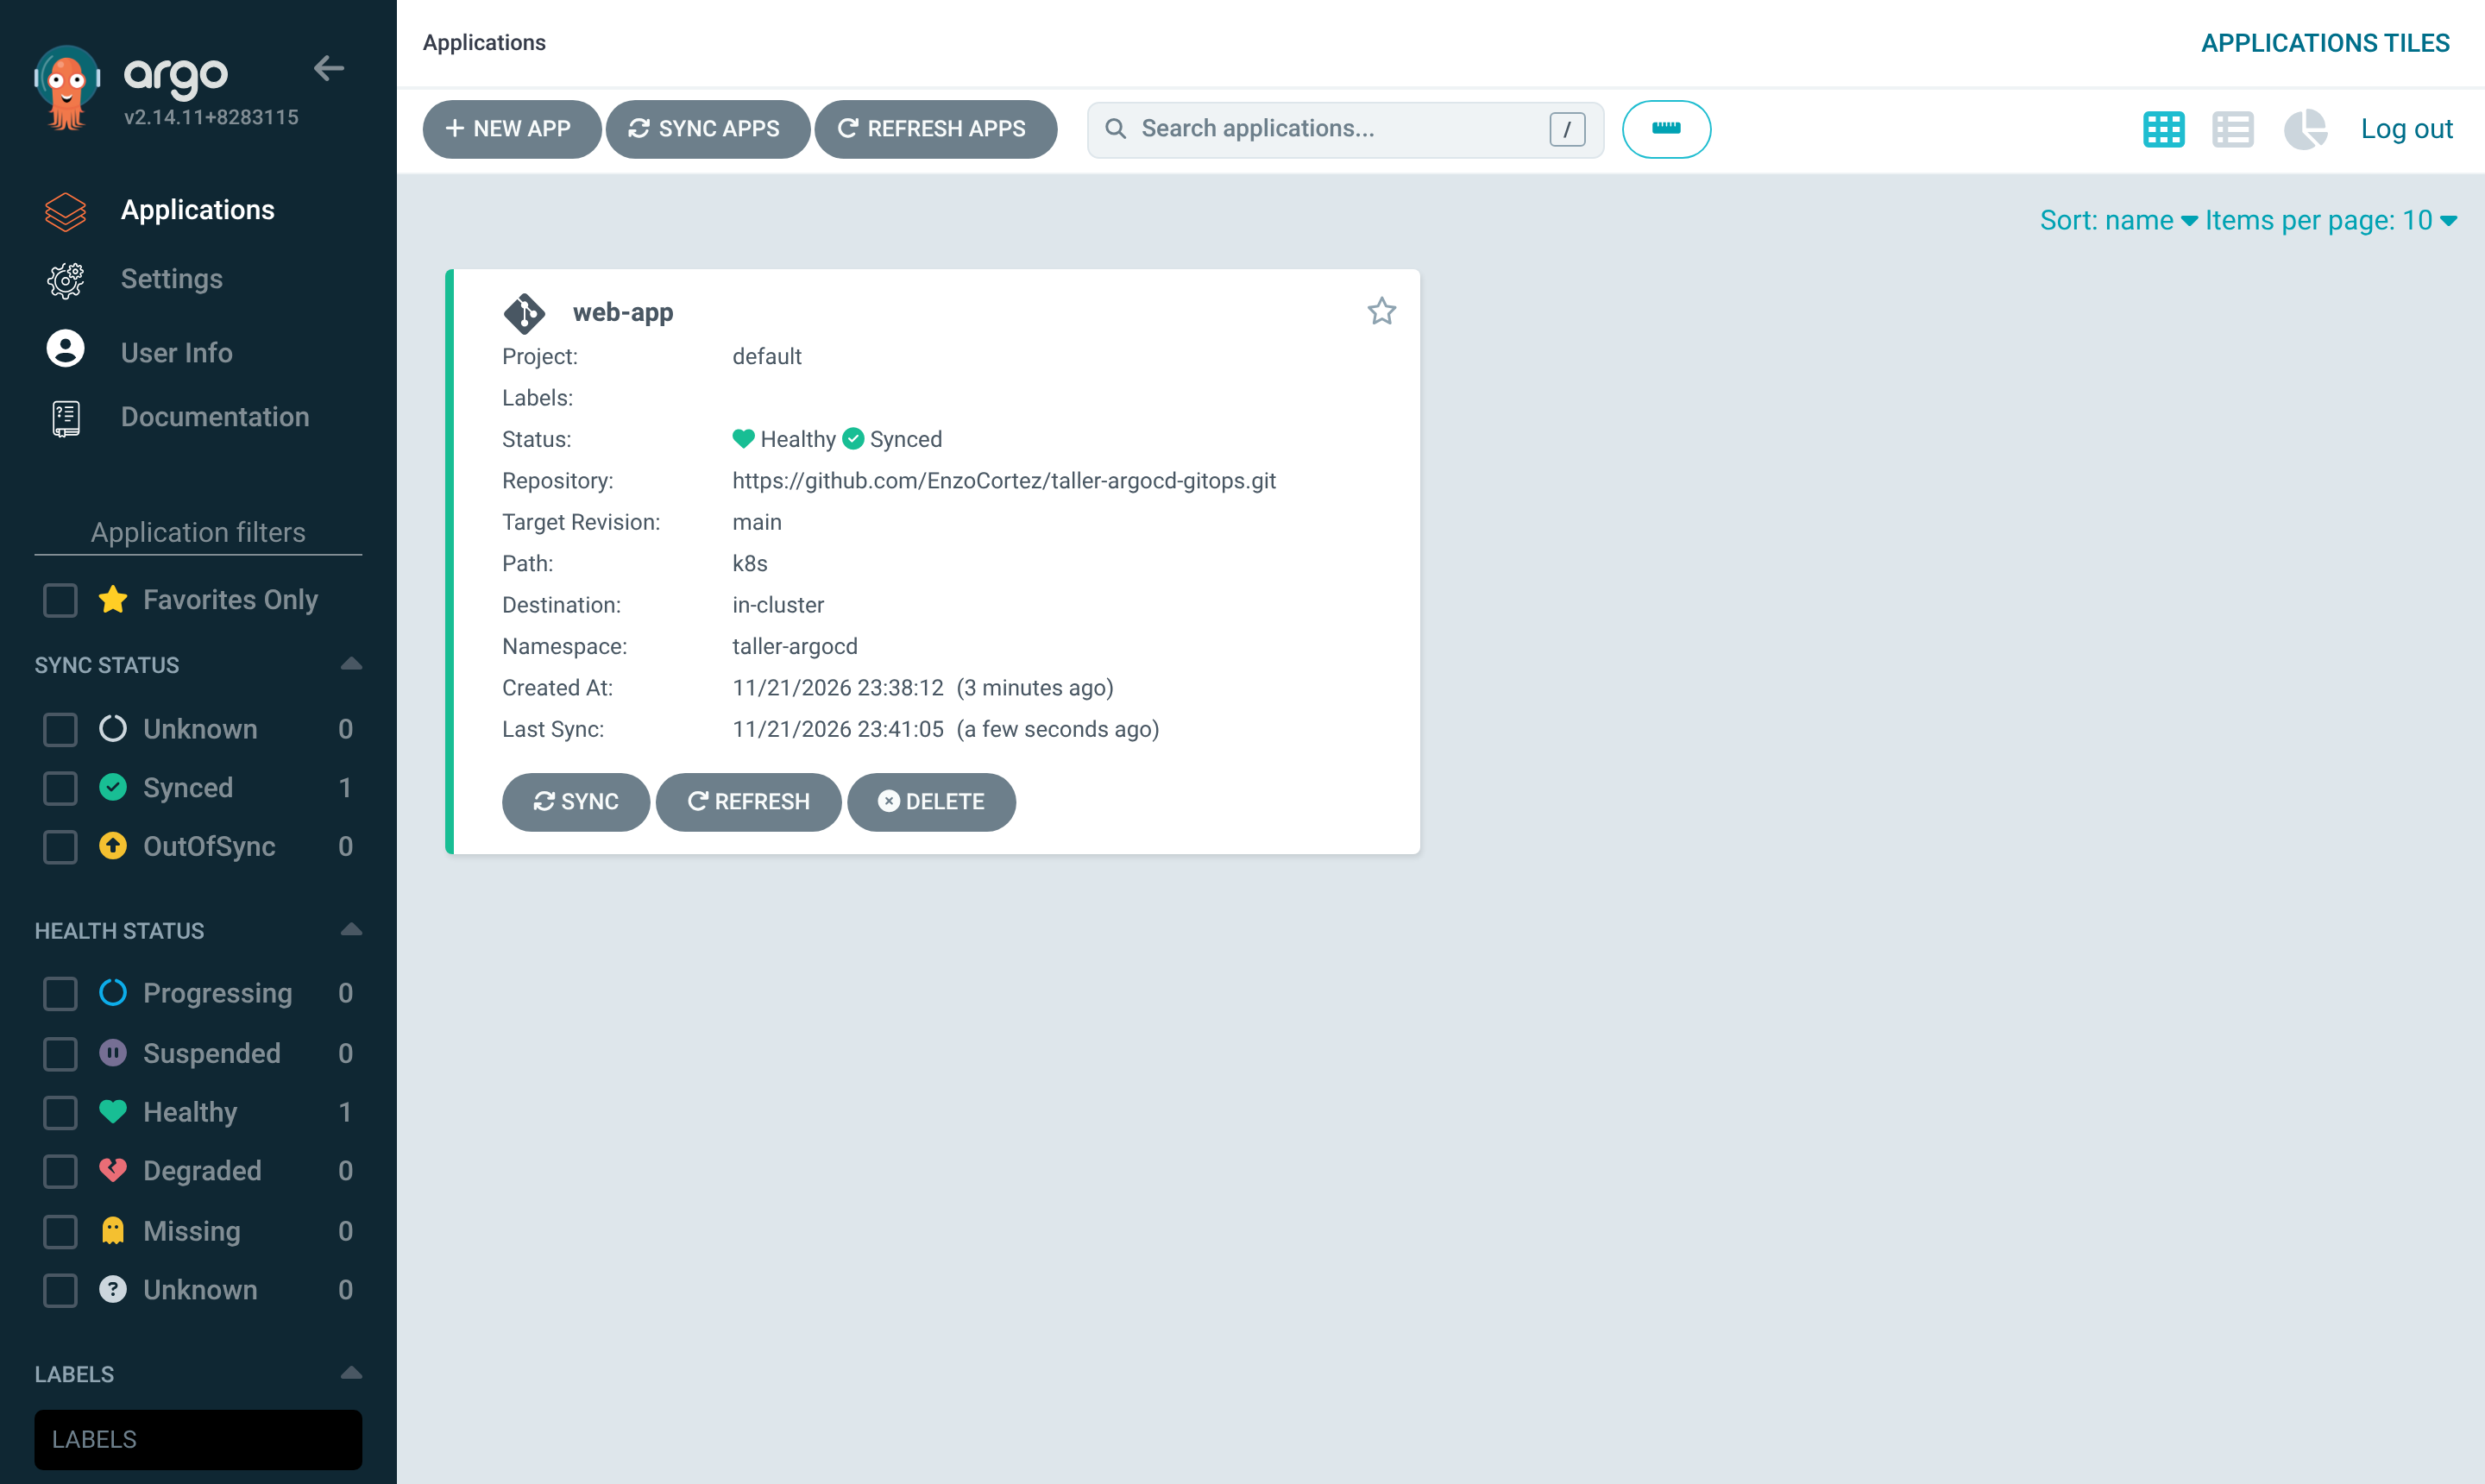 argo
v2.14.11+8283115
Applications
Settings
User Info
Documentation
Application filters
Favorites Only
SYNC STATUS
Unknown 0
Synced 1
OutOfSync 0
HEALTH STATUS
Progressing 0
Suspended 0
Healthy 1
Degraded 0
Missing 0
Unknown 0
LABELS
LABELS
Applications
APPLICATIONS TILES
+ NEW APP SYNC APPS REFRESH APPS Search applications... / Log out
Sort: name Items per page: 10
web-app
Project: default
Labels:
Status: Healthy Synced
Repository: https://github.com/EnzoCortez/taller-argocd-gitops.git
Target Revision: main
Path: k8s
Destination: in-cluster
Namespace: taller-argocd
Created At: 11/21/2026 23:38:12 (3 minutes ago)
Last Sync: 11/21/2026 23:41:05 (a few seconds ago)
SYNC REFRESH DELETE